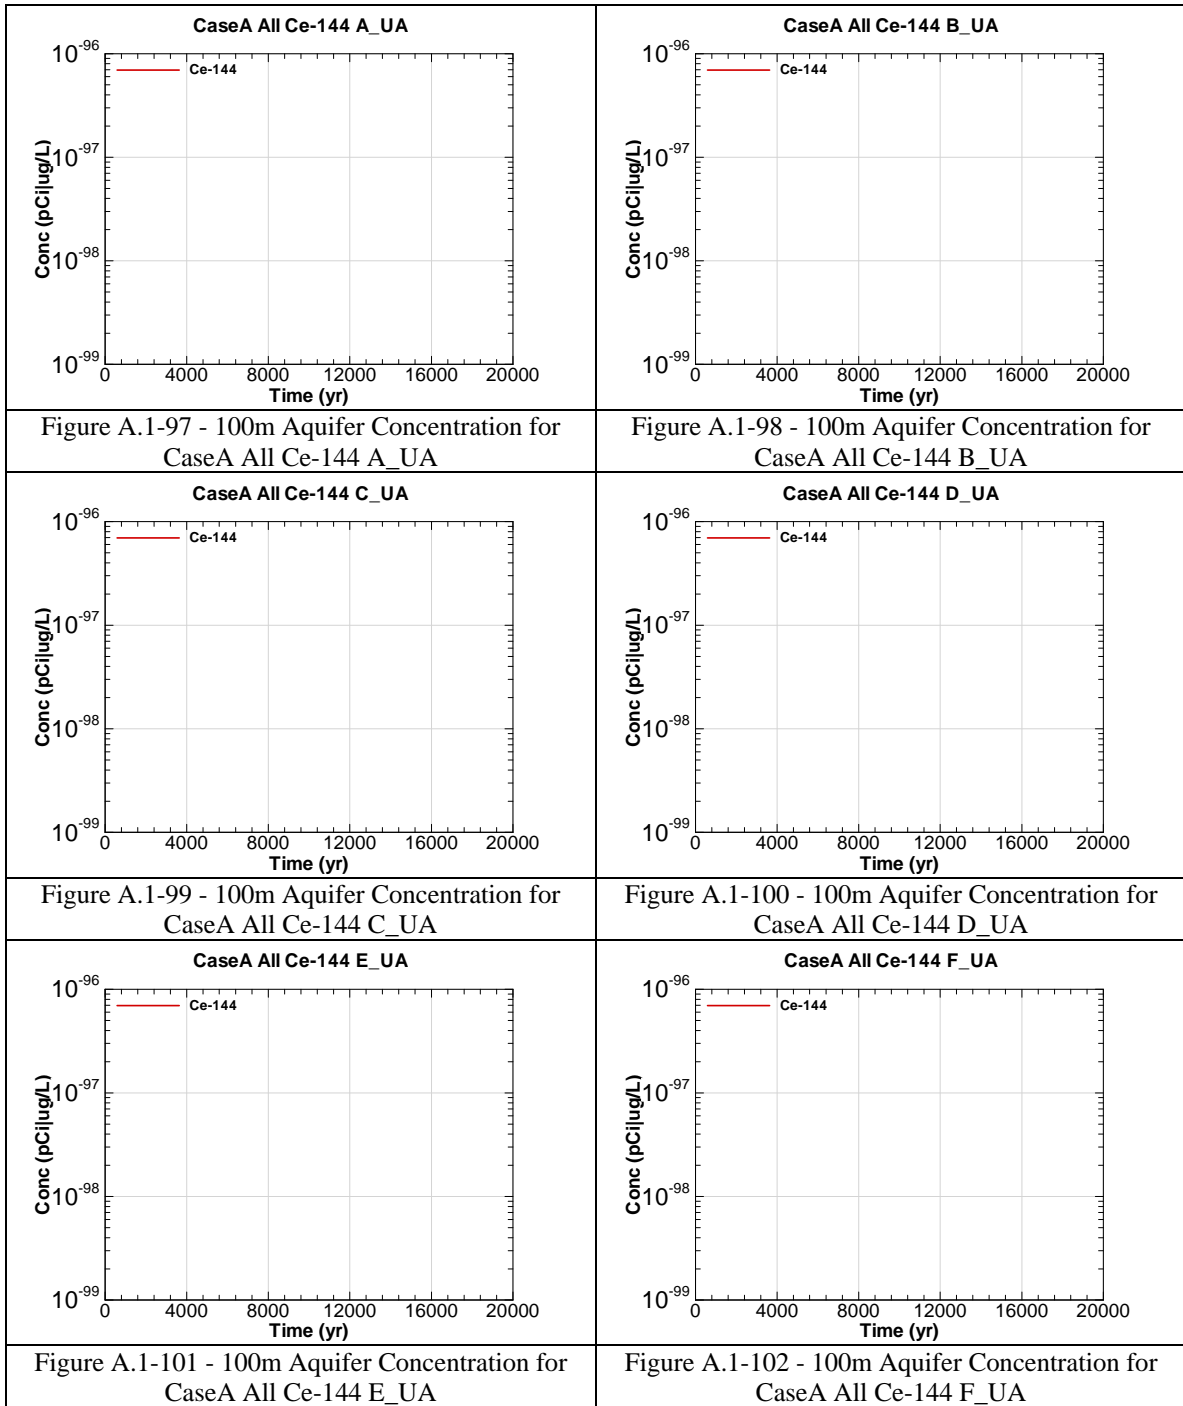 CaseA All Ce-144 A_UA
10^-96
Ce-144
10^-97
Conc (pCi|ug/L)
10^-98
10^-99
0 4000 8000 12000 16000 20000
Time (yr)
Figure A.1-97 - 100m Aquifer Concentration for
CaseA All Ce-144 A_UA
CaseA All Ce-144 B_UA
10^-96
Ce-144
10^-97
Conc (pCi|ug/L)
10^-98
10^-99
0 4000 8000 12000 16000 20000
Time (yr)
Figure A.1-98 - 100m Aquifer Concentration for
CaseA All Ce-144 B_UA
CaseA All Ce-144 C_UA
10^-96
Ce-144
10^-97
Conc (pCi|ug/L)
10^-98
10^-99
0 4000 8000 12000 16000 20000
Time (yr)
Figure A.1-99 - 100m Aquifer Concentration for
CaseA All Ce-144 C_UA
CaseA All Ce-144 D_UA
10^-96
Ce-144
10^-97
Conc (pCi|ug/L)
10^-98
10^-99
0 4000 8000 12000 16000 20000
Time (yr)
Figure A.1-100 - 100m Aquifer Concentration for
CaseA All Ce-144 D_UA
CaseA All Ce-144 E_UA
10^-96
Ce-144
10^-97
Conc (pCi|ug/L)
10^-98
10^-99
0 4000 8000 12000 16000 20000
Time (yr)
Figure A.1-101 - 100m Aquifer Concentration for
CaseA All Ce-144 E_UA
CaseA All Ce-144 F_UA
10^-96
Ce-144
10^-97
Conc (pCi|ug/L)
10^-98
10^-99
0 4000 8000 12000 16000 20000
Time (yr)
Figure A.1-102 - 100m Aquifer Concentration for
CaseA All Ce-144 F_UA